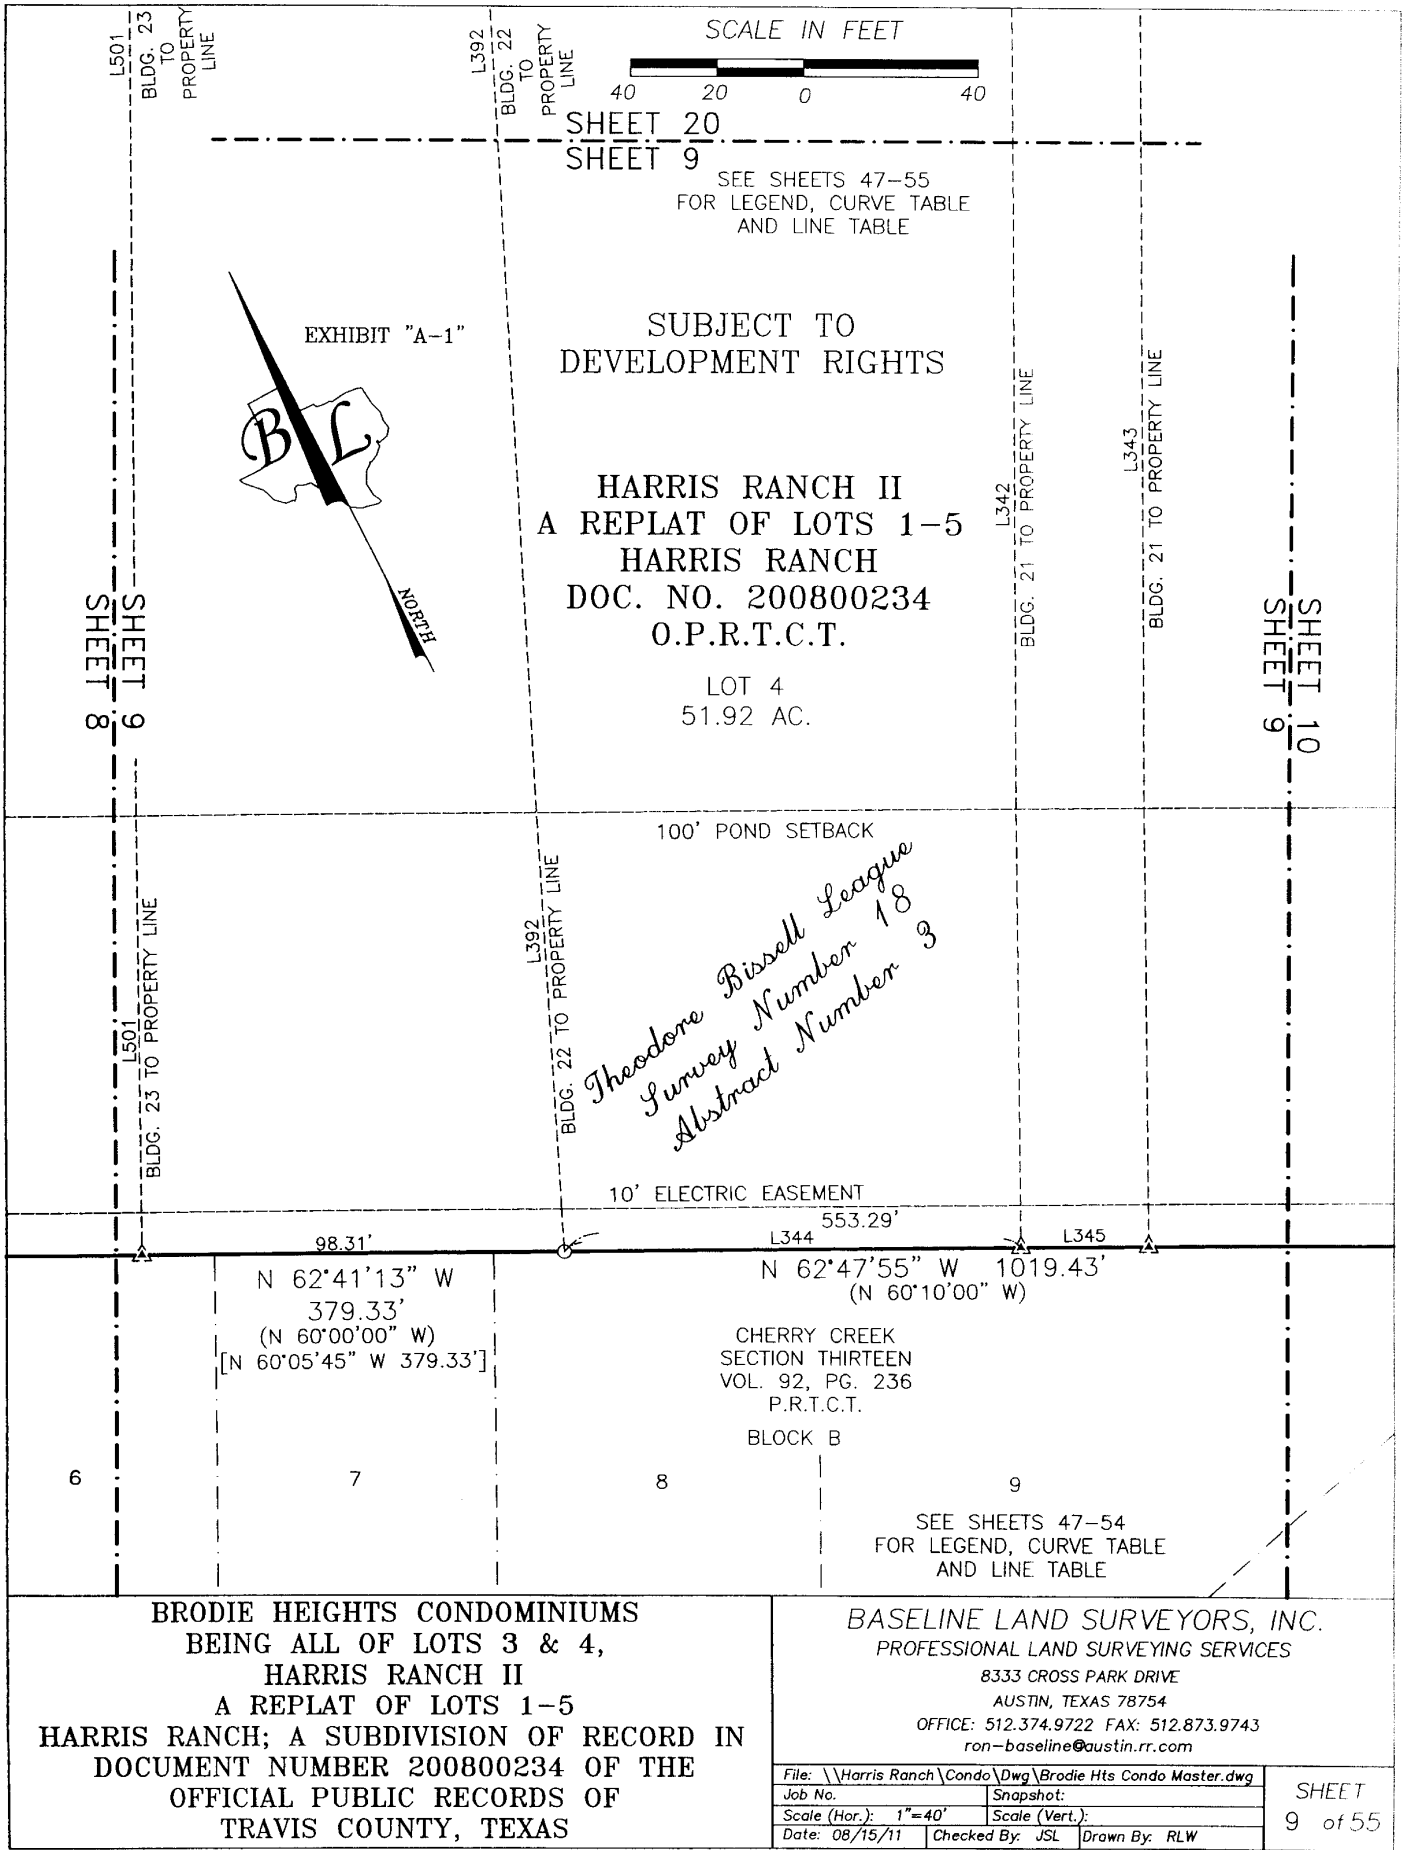 L501
BLDG. 23
TO
PROPERTY
LINE
L392
BLDG. 22
TO
PROPERTY
LINE
SCALE IN FEET
40 20 0 40
SHEET 20
SHEET 9
SEE SHEETS 47-55
FOR LEGEND, CURVE TABLE
AND LINE TABLE
EXHIBIT "A-1"
SUBJECT TO
DEVELOPMENT RIGHTS
B L
NORTH
HARRIS RANCH II
A REPLAT OF LOTS 1-5
HARRIS RANCH
DOC. NO. 200800234
O.P.R.T.C.T.
LOT 4
51.92 AC.
L342
BLDG. 21 TO PROPERTY LINE
L343
BLDG. 21 TO PROPERTY LINE
SHEET 9
SHEET 8
SHEET 10
SHEET 9
100' POND SETBACK
L501
BLDG. 23 TO PROPERTY LINE
L392
BLDG. 22 TO PROPERTY LINE
Theodore Bissell League
Survey Number 18
Abstract Number 3
10' ELECTRIC EASEMENT
553.29'
98.31'
L344
L345
N 62°41'13" W
379.33'
(N 60°00'00" W)
[N 60°05'45" W 379.33']
N 62°47'55" W 1019.43'
(N 60°10'00" W)
CHERRY CREEK
SECTION THIRTEEN
VOL. 92, PG. 236
P.R.T.C.T.
BLOCK B
6
7
8
9
SEE SHEETS 47-54
FOR LEGEND, CURVE TABLE
AND LINE TABLE
BRODIE HEIGHTS CONDOMINIUMS
BEING ALL OF LOTS 3 & 4,
HARRIS RANCH II
A REPLAT OF LOTS 1-5
HARRIS RANCH; A SUBDIVISION OF RECORD IN
DOCUMENT NUMBER 200800234 OF THE
OFFICIAL PUBLIC RECORDS OF
TRAVIS COUNTY, TEXAS
BASELINE LAND SURVEYORS, INC.
PROFESSIONAL LAND SURVEYING SERVICES
8333 CROSS PARK DRIVE
AUSTIN, TEXAS 78754
OFFICE: 512.374.9722 FAX: 512.873.9743
ron-baseline@austin.rr.com
File: \\Harris Ranch\Condo\Dwg\Brodie Hts Condo Master.dwg
Job No. Snapshot:
Scale (Hor.): 1"=40' Scale (Vert.):
Date: 08/15/11 Checked By: JSL Drawn By: RLW
SHEET
9 of 55